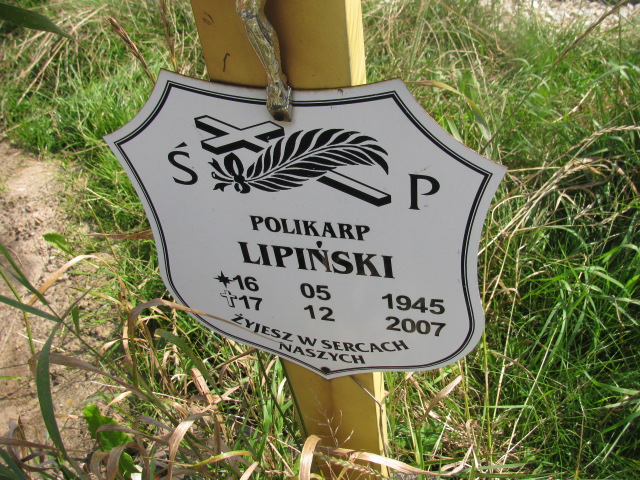 Ś P
POLIKARP
LIPIŃSKI
16 05 1945
17 12 2007
ŻYJESZ W SERCACH
NASZYCH